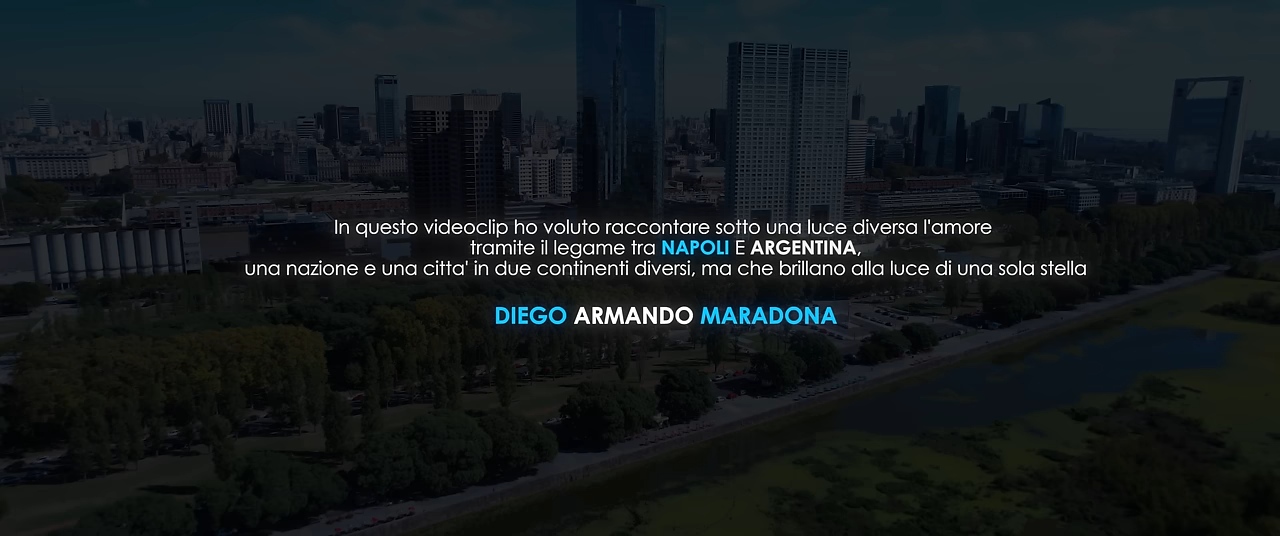 In questo videoclip ho voluto raccontare sotto una luce diversa l'amore
tramite il legame tra NAPOLI E ARGENTINA,
una nazione e una citta' in due continenti diversi, ma che brillano alla luce di una sola stella
DIEGO ARMANDO MARADONA